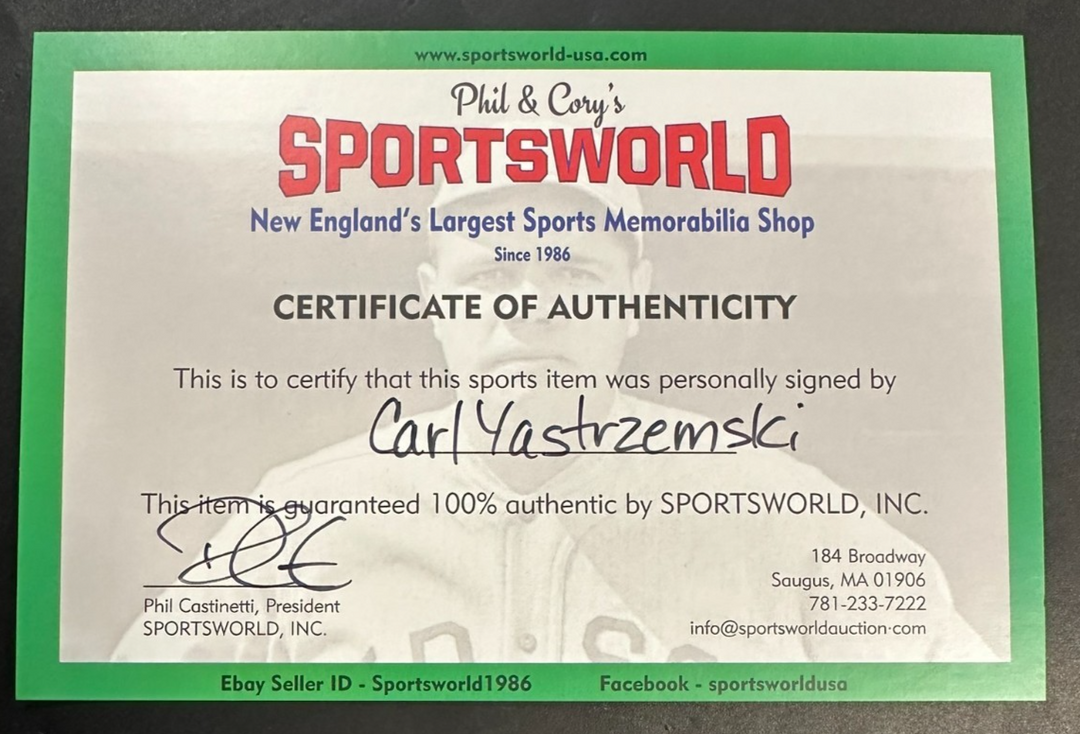 www.sportsworld-usa.com
Phil & Cory's
SPORTSWORLD
New England's Largest Sports Memorabilia Shop
Since 1986
CERTIFICATE OF AUTHENTICITY
This is to certify that this sports item was personally signed by
Carl Yastrzemski
This item is guaranteed 100% authentic by SPORTSWORLD, INC.
184 Broadway
Saugus, MA 01906
781-233-7222
info@sportsworldauction.com
Phil Castinetti, President
SPORTSWORLD, INC.
Ebay Seller ID - Sportsworld1986
Facebook - sportsworldusa